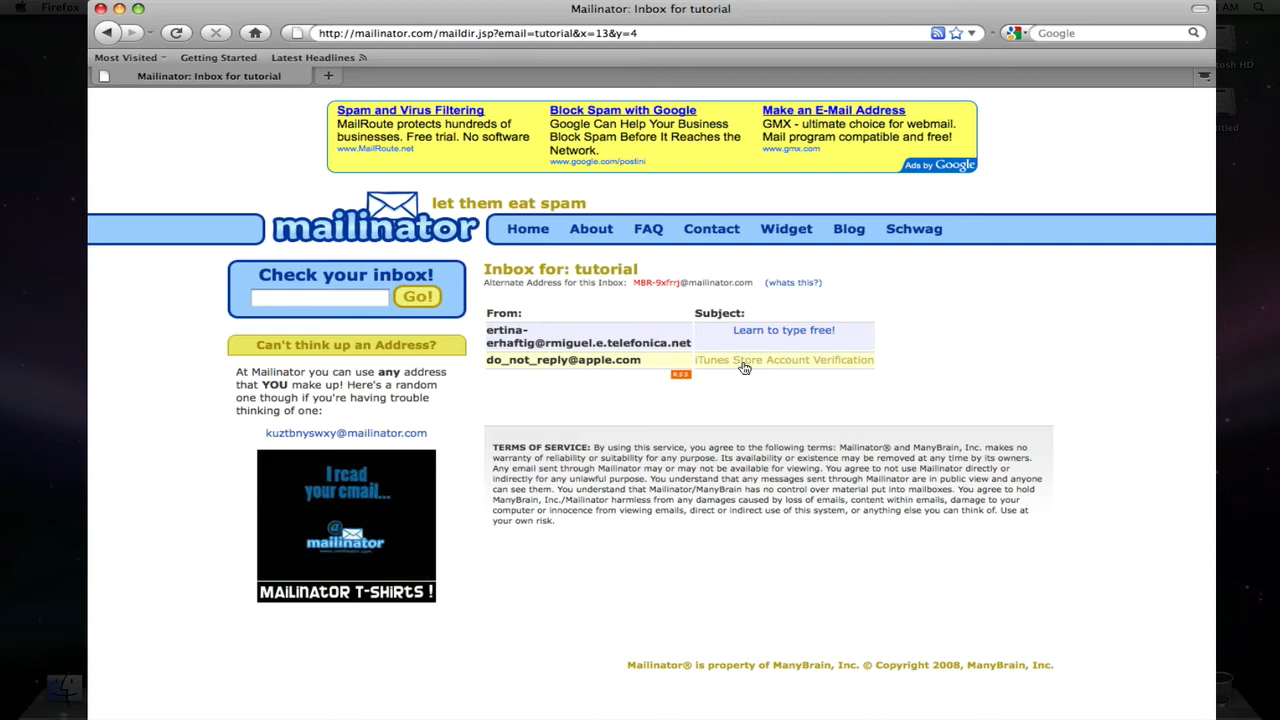 Firefox
Mailinator: Inbox for tutorial
AM
http://mailinator.com/maildir.jsp?email=tutorial&x=13&y=4
Google
Most Visited
Getting Started
Latest Headlines
Mailinator: Inbox for tutorial
+
Spam and Virus Filtering
MailRoute protects hundreds of
businesses. Free trial. No software
www.MailRoute.net
Block Spam with Google
Google Can Help Your Business
Block Spam Before It Reaches the
Network.
www.google.com/postini
Make an E-Mail Address
GMX - ultimate choice for webmail.
Mail program compatible and free!
www.gmx.com
Ads by Google
let them eat spam
mailinator
Home About FAQ Contact Widget Blog Schwag
Check your inbox!
Go!
Can't think up an Address?
At Mailinator you can use any address
that YOU make up! Here's a random
one though if you're having trouble
thinking of one:
kuztbnyswxy@mailinator.com
I read
your email...
@
mailinator
www.mailinator.com
MAILINATOR T-SHIRTS !
Inbox for: tutorial
Alternate Address for this Inbox: M8R-9xfrrj@mailinator.com (whats this?)
From: Subject:
ertina-
erhaftig@rmiguel.e.telefonica.net
Learn to type free!
do_not_reply@apple.com iTunes Store Account Verification
RSS
TERMS OF SERVICE: By using this service, you agree to the following terms: Mailinator® and ManyBrain, Inc. makes no
warranty of reliability or suitability for any purpose. Its availability or existence may be removed at any time by its owners.
Any email sent through Mailinator may or may not be available for viewing. You agree to not use Mailinator directly or
indirectly for any unlawful purpose. You understand that any messages sent through Mailinator are in public view and anyone
can see them. You understand that Mailinator/ManyBrain has no control over material put into mailboxes. You agree to hold
ManyBrain, Inc./Mailinator harmless from any damages caused by loss of emails, content within emails, damage to your
computer or innocence from viewing emails, direct or indirect use of this system, or anything else you can think of. Use at
your own risk.
Mailinator® is property of ManyBrain, Inc. © Copyright 2008, ManyBrain, Inc.
tosh HD
titled